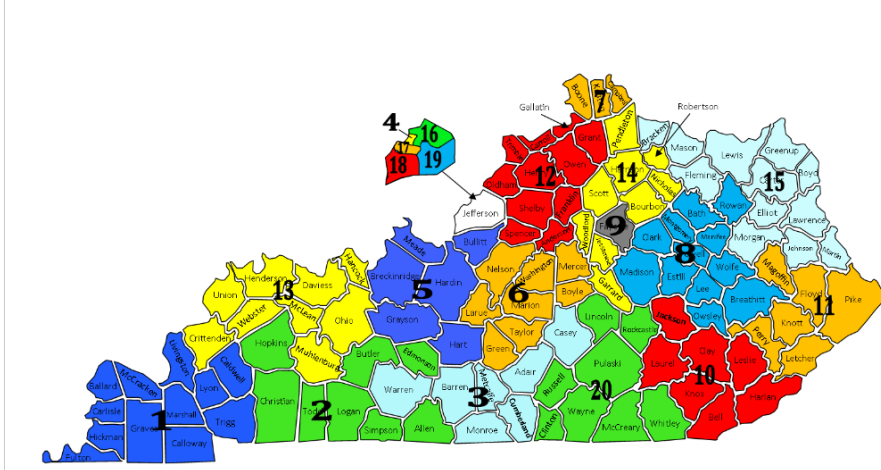 Boone
7
Gallatin
Robertson
Pendleton
Grant
Bracken
4
16
Mason
17
Owen
Lewis
Greenup
18
19
12
14
Fleming
15
Boyd
Oldham
Nicholas
Scott
Jefferson
Shelby
Franklin
Bourbon
Bath
Rowan
Elliot
Lawrence
Woodford
9
Spencer
Clark
Morgan
Meade
Bullitt
8
Johnson
Martin
Hancock
Nelson
Washington
Mercer
Madison
Estill
Wolfe
Magoffin
Henderson
Daviess
Breckinridge
Hardin
5
6
Boyle
Garrard
Lee
Breathitt
Floyd
Pike
Union
13
McLean
Marion
11
Webster
Ohio
Grayson
Larue
Lincoln
Jackson
Owsley
Knott
Crittenden
Taylor
Casey
Rockcastle
Perry
Hopkins
Muhlenburg
Butler
Edmonson
Hart
Green
Clay
Leslie
Letcher
Livingston
Caldwell
Adair
Pulaski
Laurel
10
Ballard
McCracken
Lyon
Warren
Barren
Metcalfe
Russell
20
Knox
Harlan
Carlisle
1
Marshall
Christian
2
Todd
Logan
3
Cumberland
Wayne
Graves
Trigg
Whitley
Bell
Hickman
Calloway
Simpson
Allen
Monroe
Clinton
McCreary
Fulton